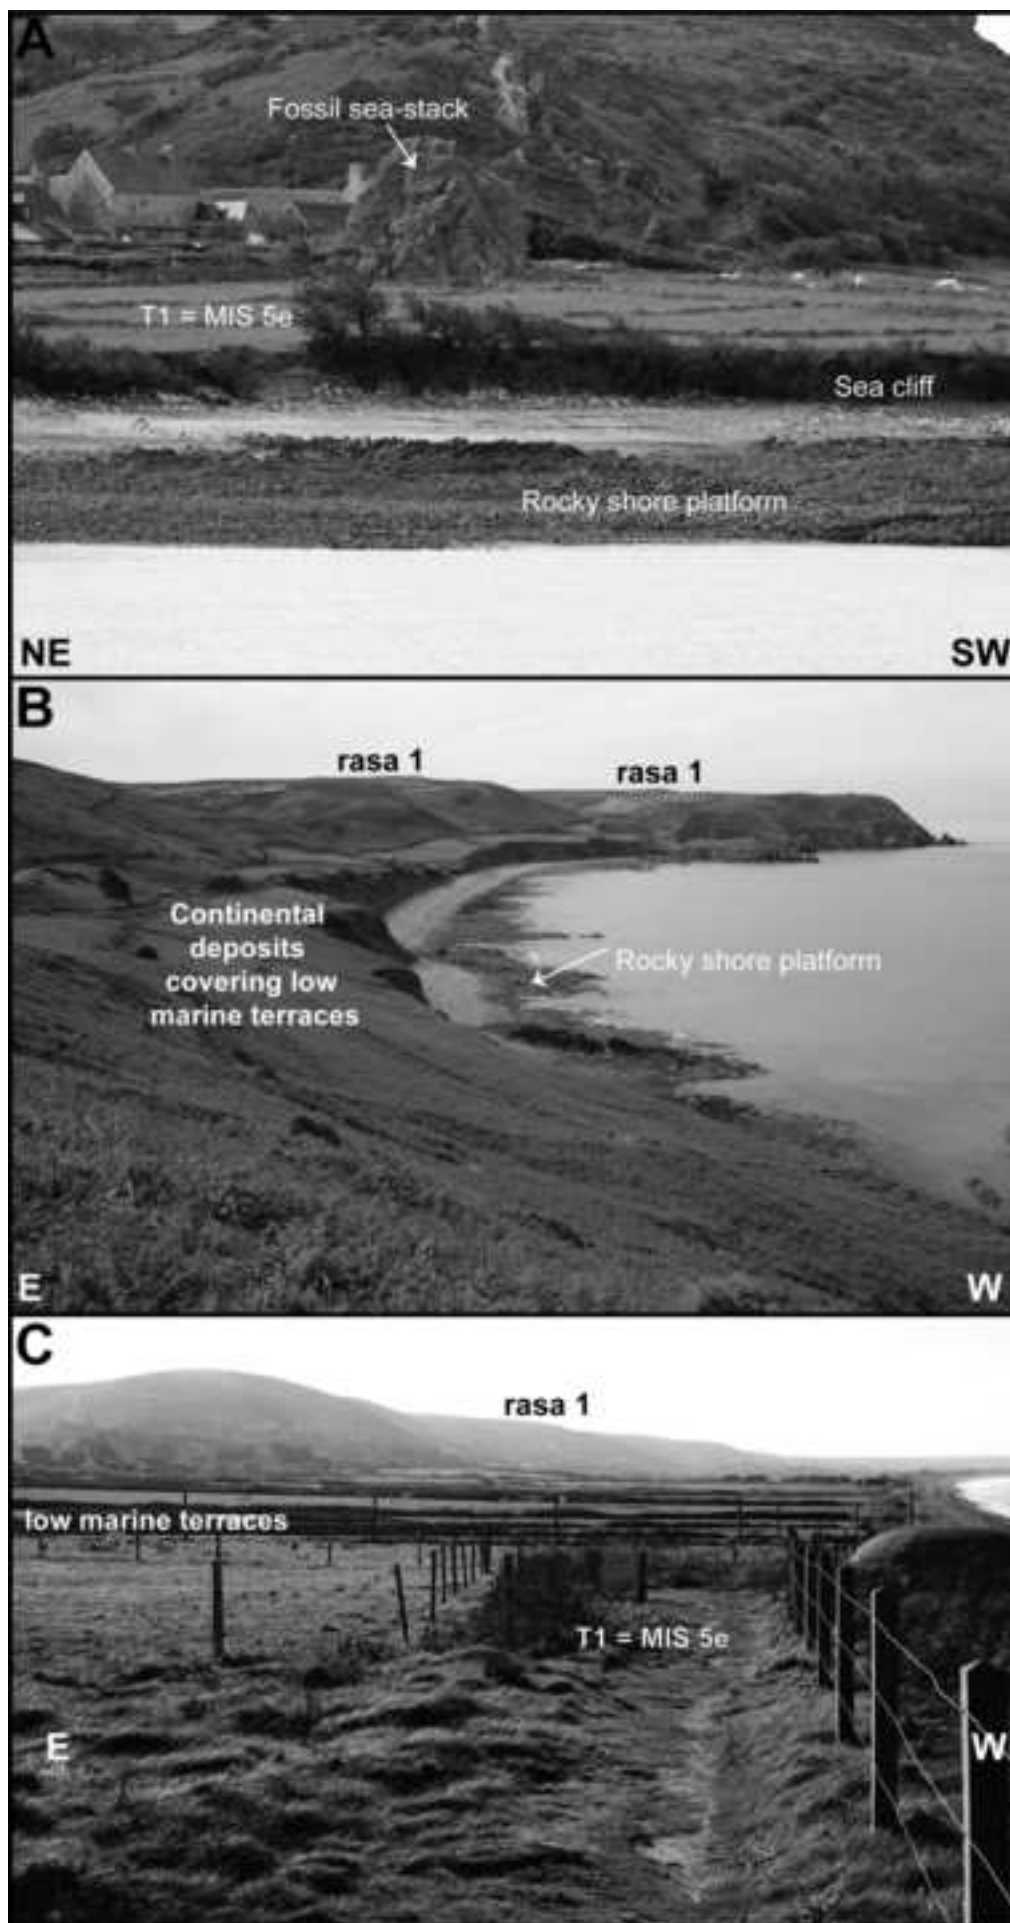 A
Fossil sea-stack
T1 = MIS 5e
Sea cliff
Rocky shore platform
NE
SW
B
rasa 1
rasa 1
Continental
deposits
covering low
marine terraces
Rocky shore platform
E
W
C
rasa 1
low marine terraces
T1 = MIS 5e
E
W